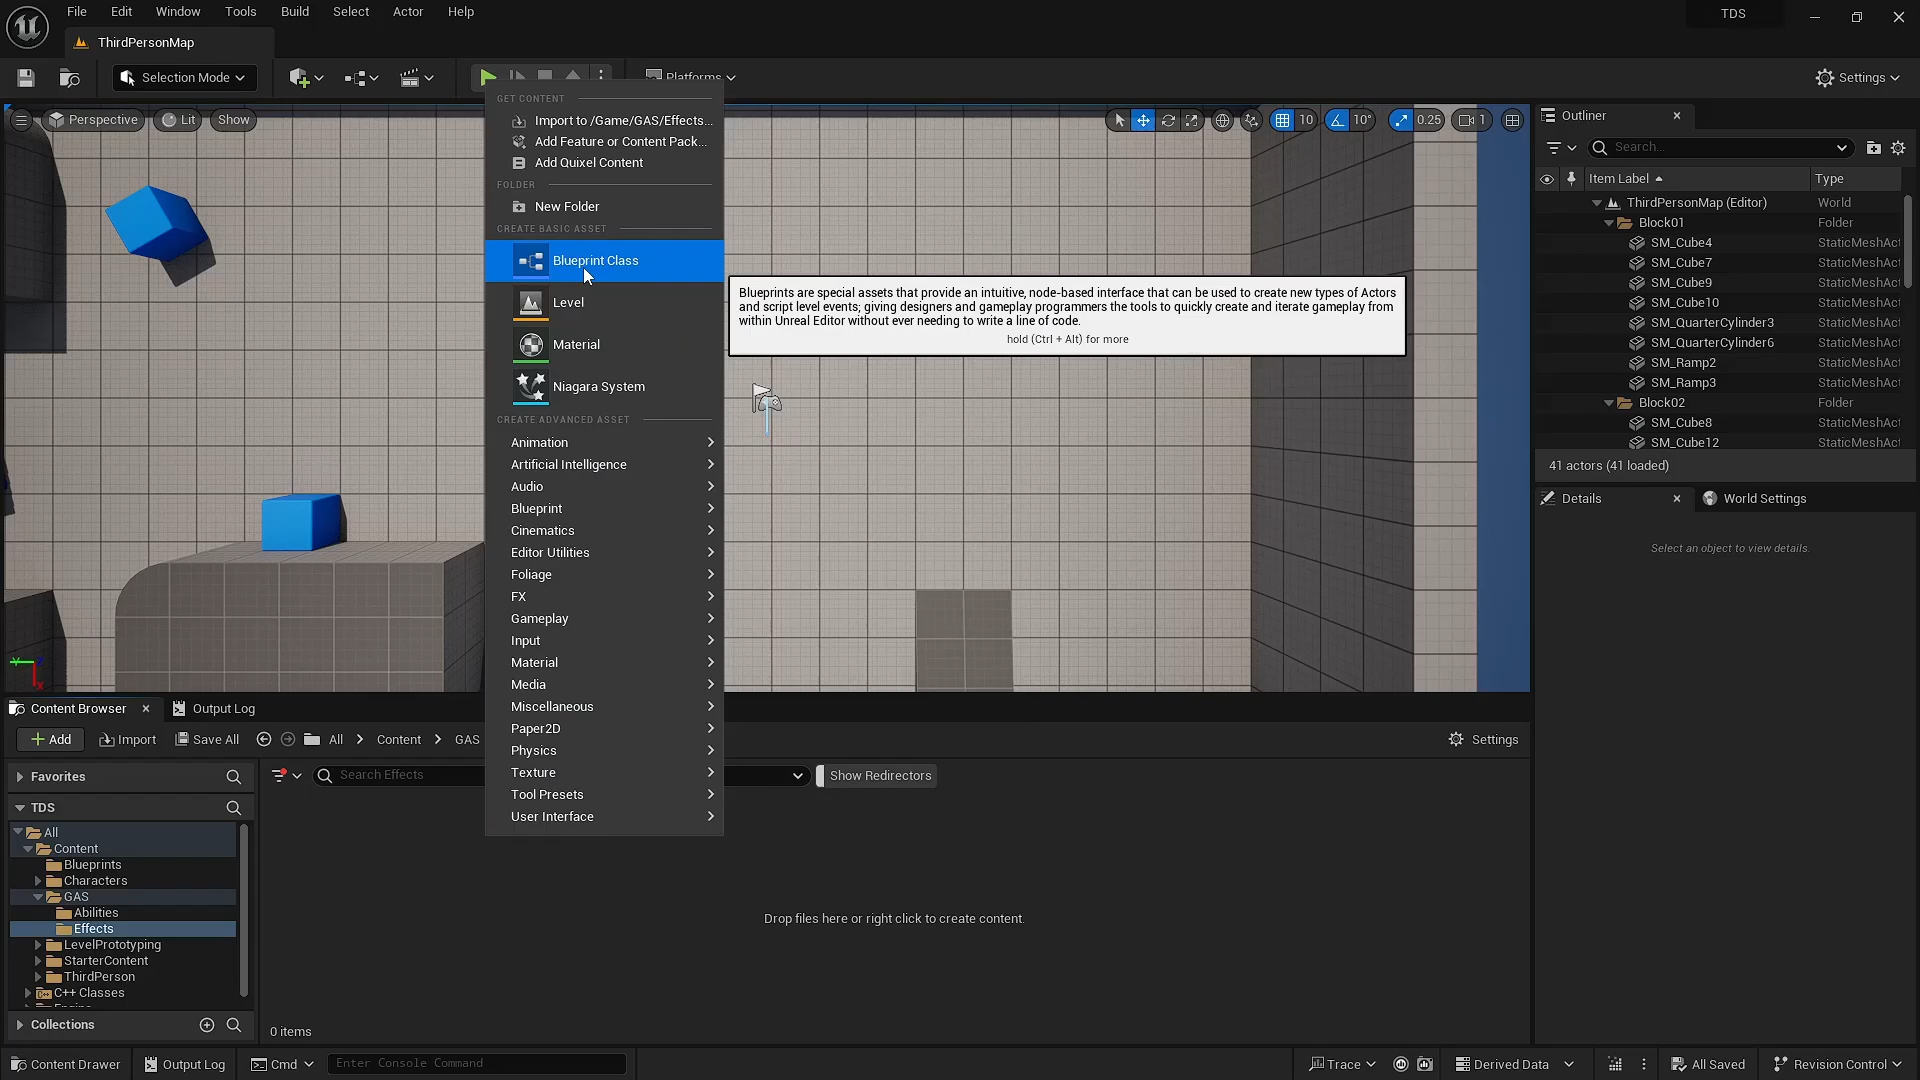 File Edit Window Tools Build Select Actor Help
TDS
ThirdPersonMap
Selection Mode
Platforms
Settings
Perspective
Lit
Show
10
10°
0.25
1
GET CONTENT
Import to /Game/GAS/Effects...
Add Feature or Content Pack...
Add Quixel Content
FOLDER
New Folder
CREATE BASIC ASSET
Blueprint Class
Level
Material
Niagara System
CREATE ADVANCED ASSET
Animation
Artificial Intelligence
Audio
Blueprint
Cinematics
Editor Utilities
Foliage
FX
Gameplay
Input
Material
Media
Miscellaneous
Paper2D
Physics
Texture
Tool Presets
User Interface
Blueprints are special assets that provide an intuitive, node-based interface that can be used to create new types of Actors
and script level events; giving designers and gameplay programmers the tools to quickly create and iterate gameplay from
within Unreal Editor without ever needing to write a line of code.
hold (Ctrl + Alt) for more
Outliner
Search...
Item Label Type
ThirdPersonMap (Editor) World
Block01 Folder
SM_Cube4 StaticMeshAct
SM_Cube7 StaticMeshAct
SM_Cube9 StaticMeshAct
SM_Cube10 StaticMeshAct
SM_QuarterCylinder3 StaticMeshAct
SM_QuarterCylinder6 StaticMeshAct
SM_Ramp2 StaticMeshAct
SM_Ramp3 StaticMeshAct
Block02 Folder
SM_Cube8 StaticMeshAct
SM_Cube12 StaticMeshAct
41 actors (41 loaded)
Details
World Settings
Select an object to view details.
Content Browser
Output Log
Add
Import
Save All
All
Content
GAS
Settings
Favorites
Search Effects
Show Redirectors
TDS
All
Content
Blueprints
Characters
GAS
Abilities
Effects
LevelPrototyping
StarterContent
ThirdPerson
C++ Classes
Collections
Drop files here or right click to create content.
0 items
Content Drawer
Output Log
Cmd
Enter Console Command
Trace
Derived Data
All Saved
Revision Control